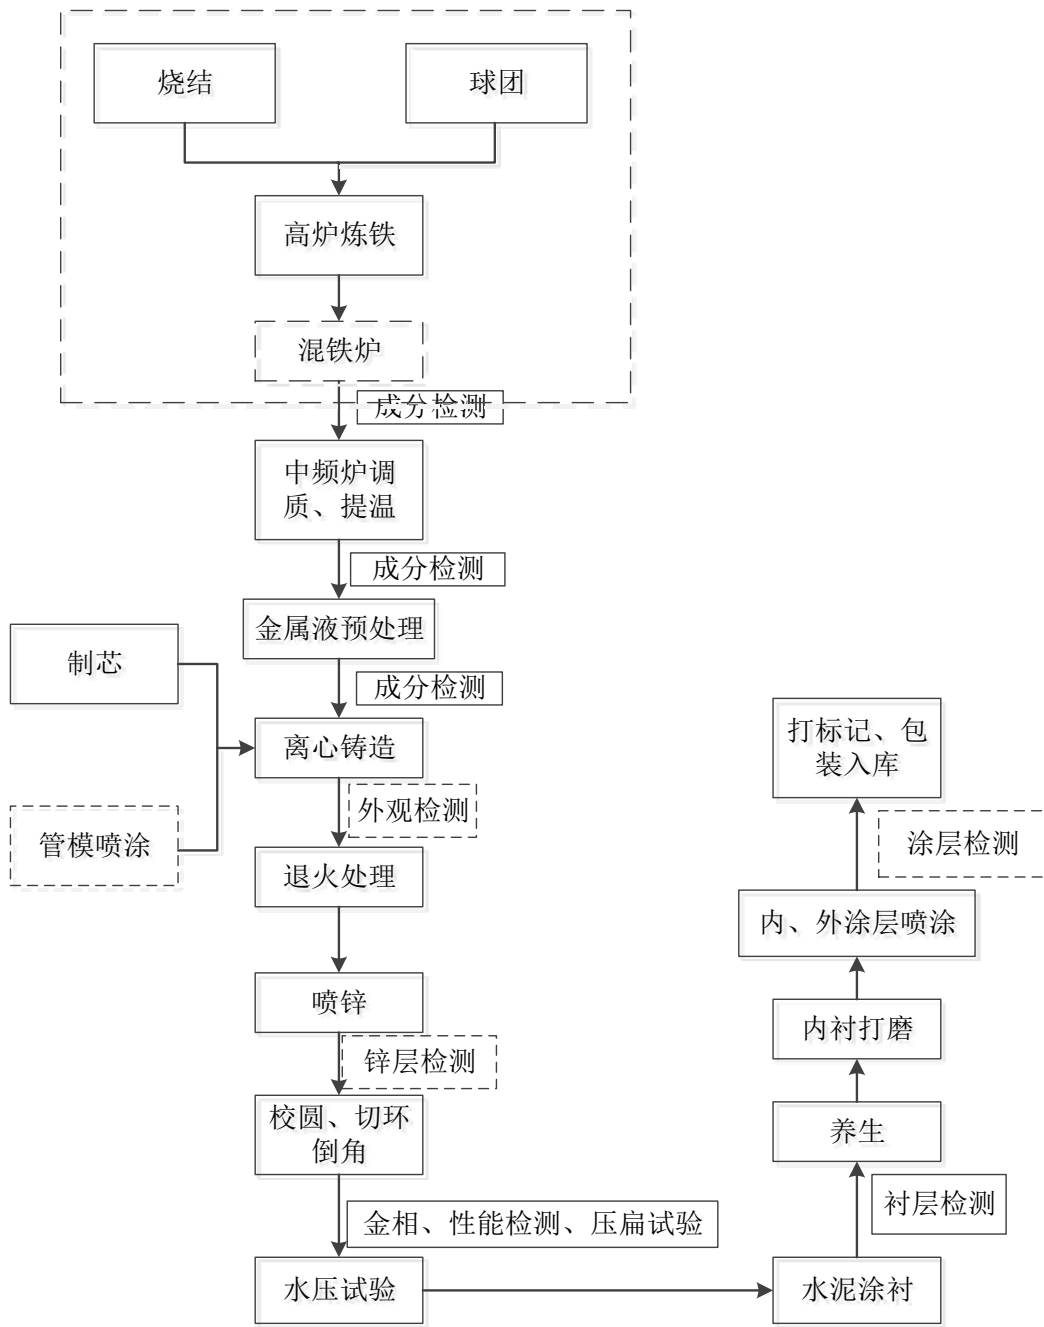 烧结
球团
高炉炼铁
混铁炉
成分检测
中频炉调
质、提温
成分检测
金属液预处理
制芯
成分检测
离心铸造
管模喷涂
外观检测
退火处理
喷锌
锌层检测
校圆、切环
倒角
金相、性能检测、压扁试验
水压试验
水泥涂衬
衬层检测
养生
内衬打磨
内、外涂层喷涂
涂层检测
打标记、包
装入库